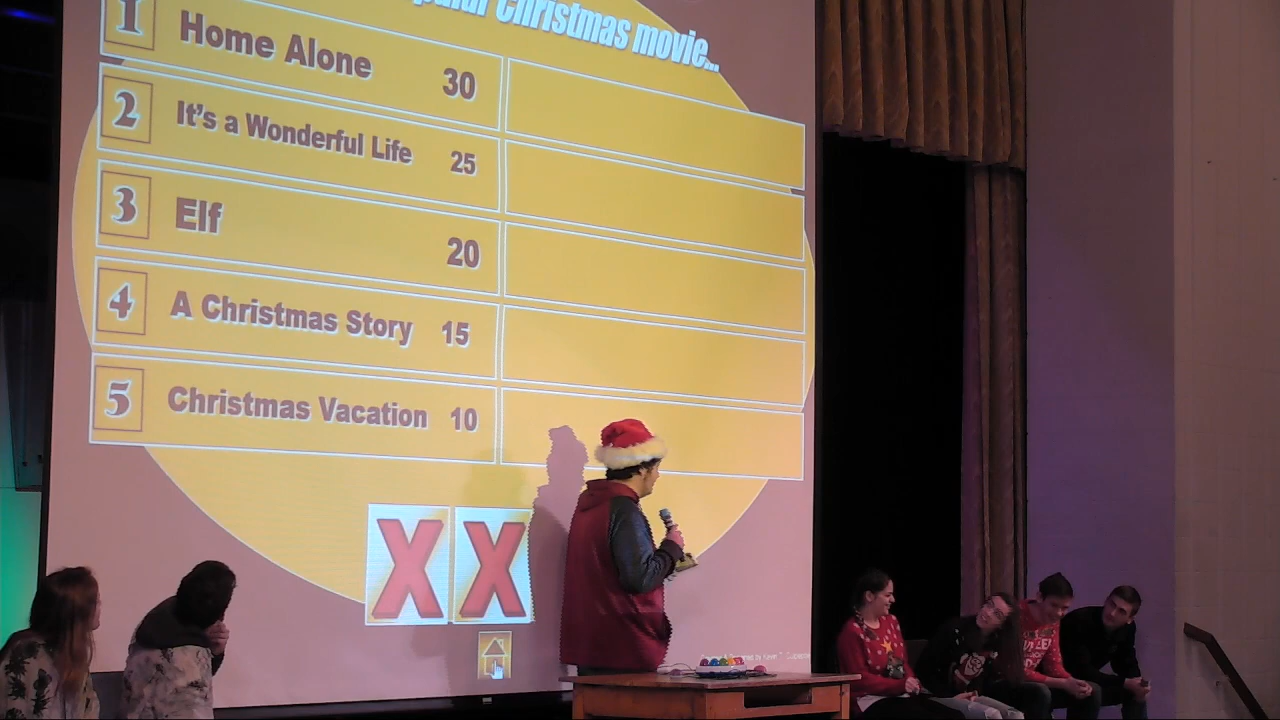 Christmas movie...
1 Home Alone 30
2 It's a Wonderful Life 25
3 Elf 20
4 A Christmas Story 15
5 Christmas Vacation 10
X X